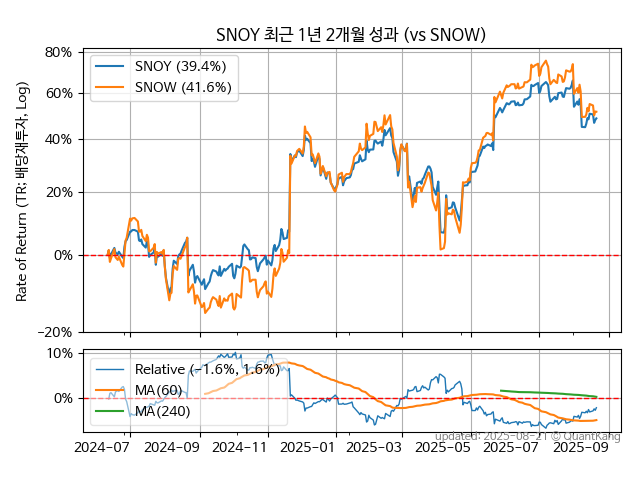 SNOY 최근 1년 2개월 성과 (vs SNOW)
Rate of Return (TR: 배당재투자, Log)
80%
60%
40%
20%
0%
−20%
SNOY (39.4%)
SNOW (41.6%)
10%
0%
Relative (−1.6%, 1.6%)
MA(60)
MA(240)
updated: 2025-08-21 © QuantKang
2024-07 2024-09 2024-11 2025-01 2025-03 2025-05 2025-07 2025-09